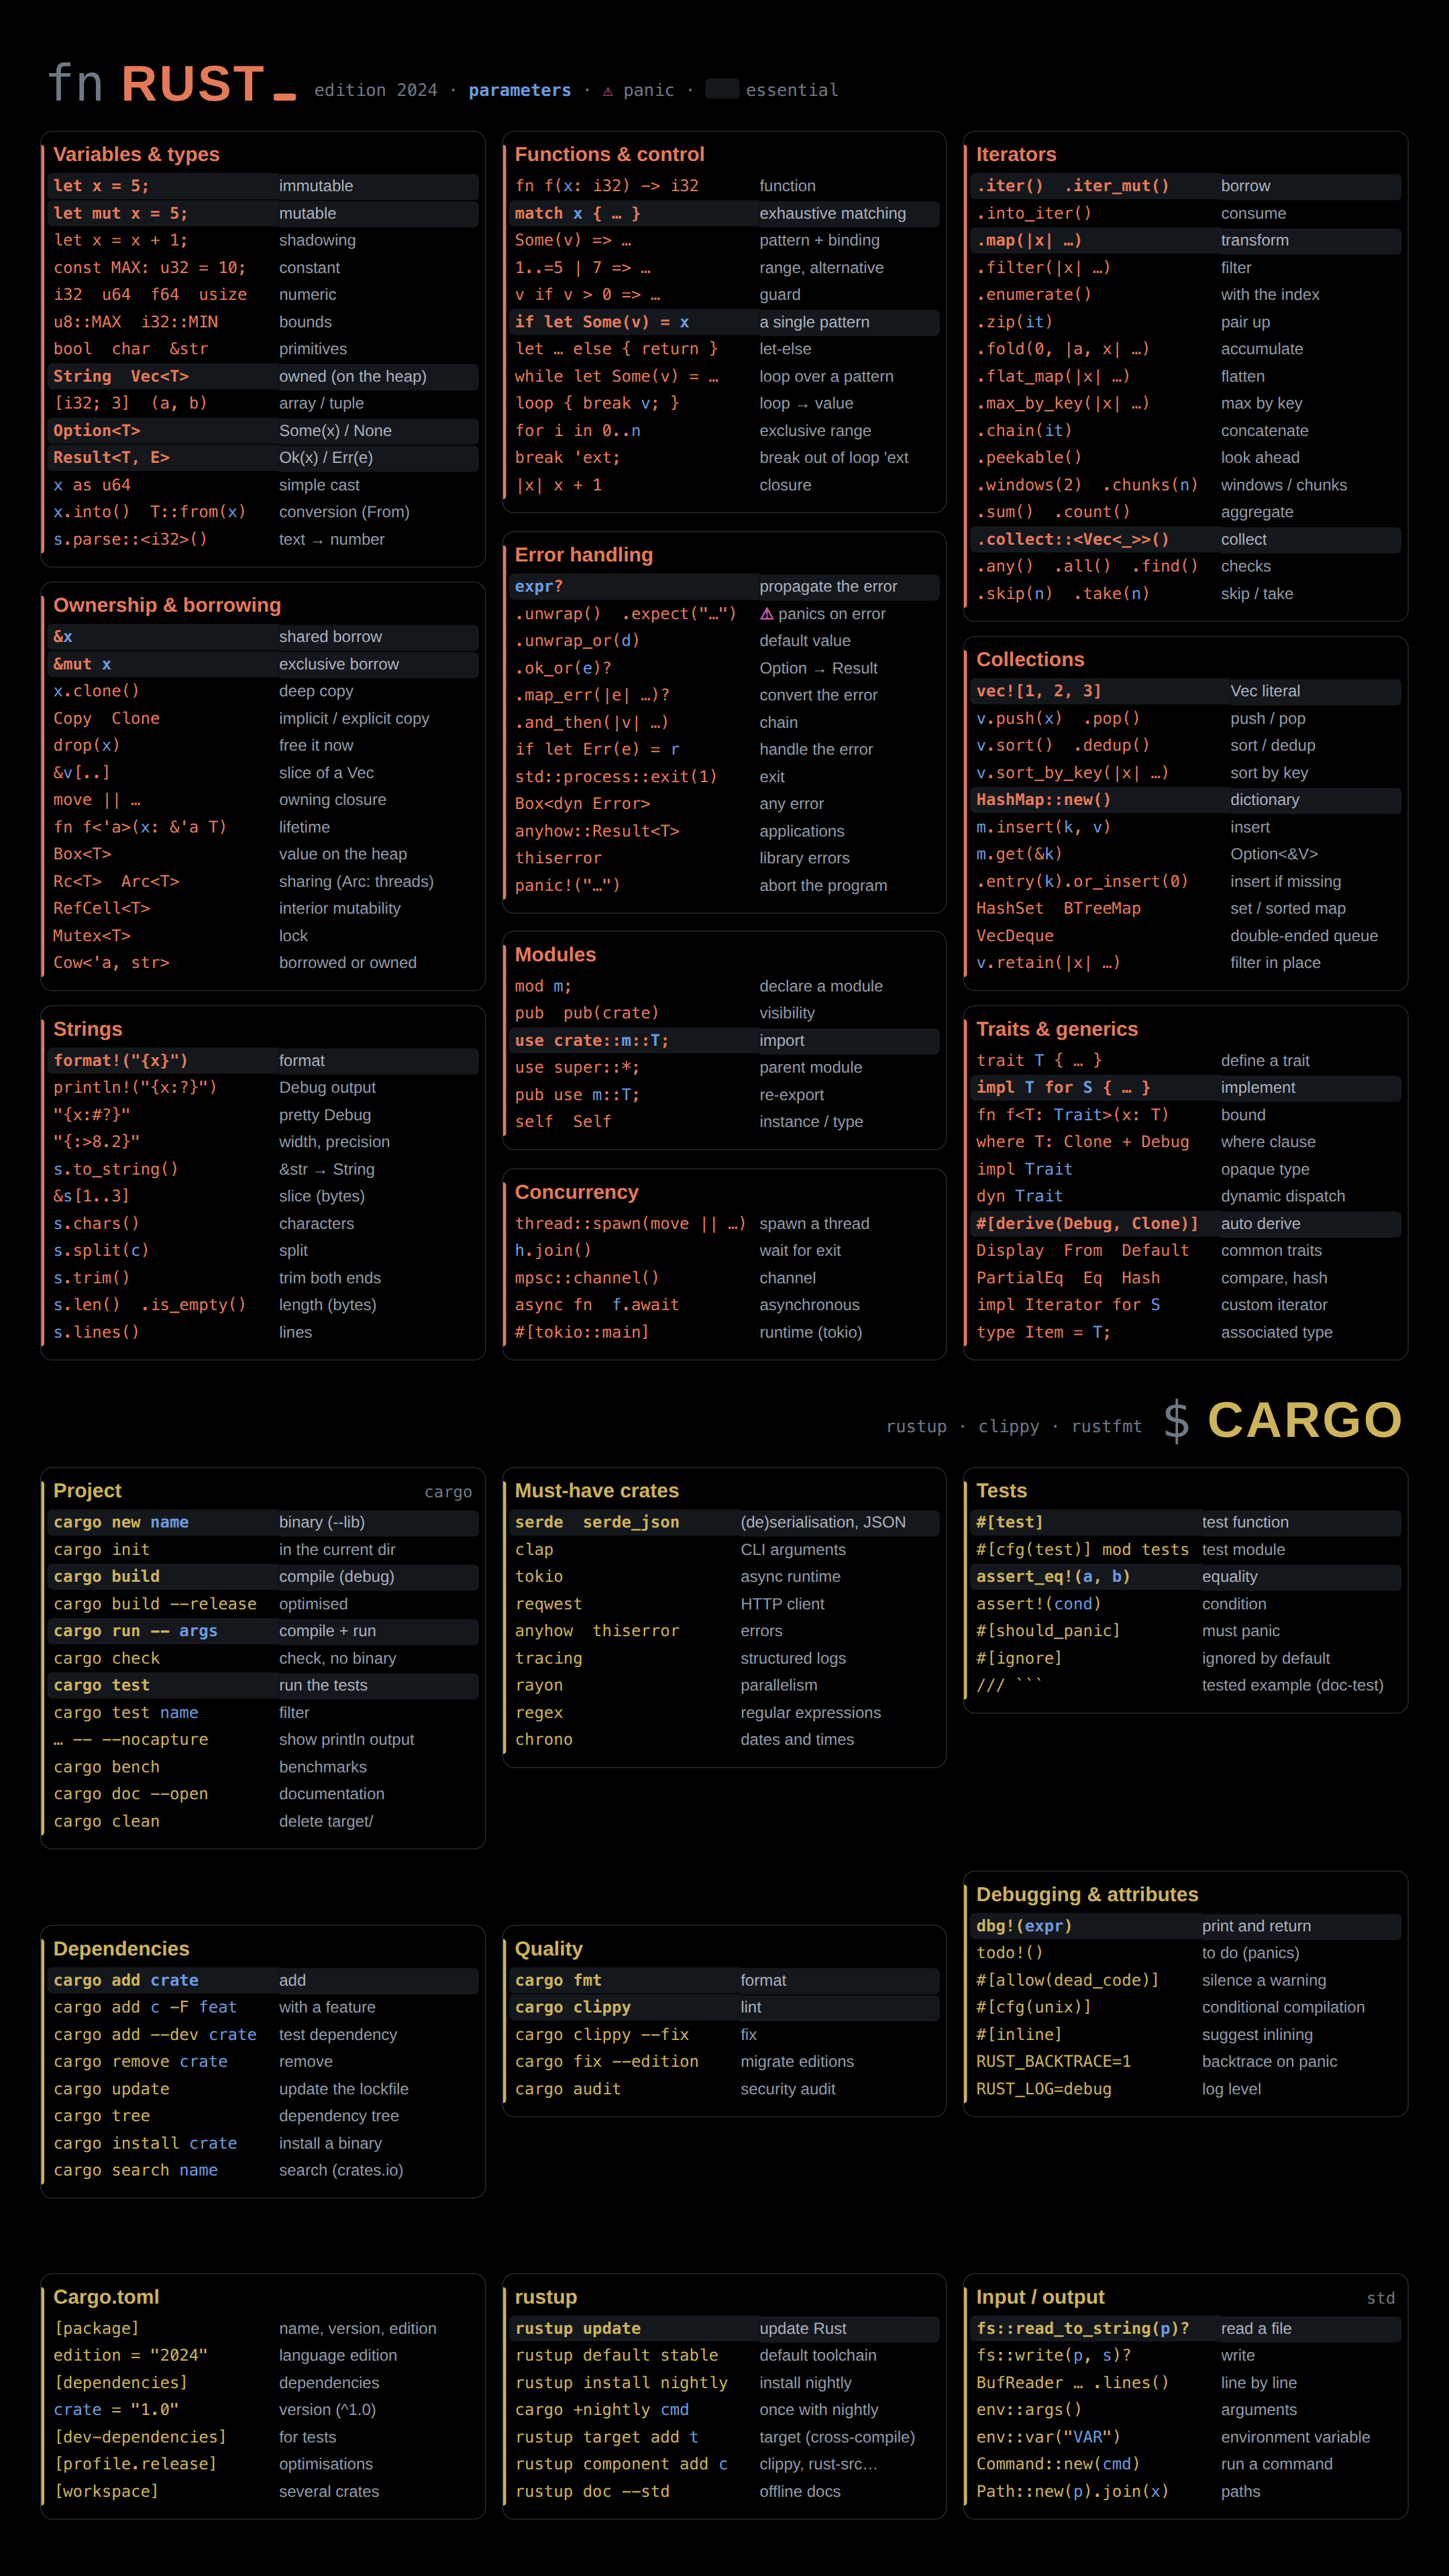 fn RUST_ edition 2024 · parameters · ⚠ panic · essential
Variables & types
let x = 5; immutable
let mut x = 5; mutable
let x = x + 1; shadowing
const MAX: u32 = 10; constant
i32 u64 f64 usize numeric
u8::MAX i32::MIN bounds
bool char &str primitives
String Vec<T> owned (on the heap)
[i32; 3] (a, b) array / tuple
Option<T> Some(x) / None
Result<T, E> Ok(x) / Err(e)
x as u64 simple cast
x.into() T::from(x) conversion (From)
s.parse::<i32>() text → number
Ownership & borrowing
&x shared borrow
&mut x exclusive borrow
x.clone() deep copy
Copy Clone implicit / explicit copy
drop(x) free it now
&v[..] slice of a Vec
move || … owning closure
fn f<'a>(x: &'a T) lifetime
Box<T> value on the heap
Rc<T> Arc<T> sharing (Arc: threads)
RefCell<T> interior mutability
Mutex<T> lock
Cow<'a, str> borrowed or owned
Strings
format!("{x}") format
println!("{x:?}") Debug output
"{x:#?}" pretty Debug
"{:>8.2}" width, precision
s.to_string() &str → String
&s[1..3] slice (bytes)
s.chars() characters
s.split(c) split
s.trim() trim both ends
s.len() .is_empty() length (bytes)
s.lines() lines
Functions & control
fn f(x: i32) -> i32 function
match x { … } exhaustive matching
Some(v) => … pattern + binding
1..=5 | 7 => … range, alternative
v if v > 0 => … guard
if let Some(v) = x a single pattern
let … else { return } let-else
while let Some(v) = … loop over a pattern
loop { break v; } loop → value
for i in 0..n exclusive range
break 'ext; break out of loop 'ext
|x| x + 1 closure
Error handling
expr? propagate the error
.unwrap() .expect("…") ⚠ panics on error
.unwrap_or(d) default value
.ok_or(e)? Option → Result
.map_err(|e| …)? convert the error
.and_then(|v| …) chain
if let Err(e) = r handle the error
std::process::exit(1) exit
Box<dyn Error> any error
anyhow::Result<T> applications
thiserror library errors
panic!("…") abort the program
Modules
mod m; declare a module
pub pub(crate) visibility
use crate::m::T; import
use super::*; parent module
pub use m::T; re-export
self Self instance / type
Concurrency
thread::spawn(move || …) spawn a thread
h.join() wait for exit
mpsc::channel() channel
async fn f.await asynchronous
#[tokio::main] runtime (tokio)
Iterators
.iter() .iter_mut() borrow
.into_iter() consume
.map(|x| …) transform
.filter(|x| …) filter
.enumerate() with the index
.zip(it) pair up
.fold(0, |a, x| …) accumulate
.flat_map(|x| …) flatten
.max_by_key(|x| …) max by key
.chain(it) concatenate
.peekable() look ahead
.windows(2) .chunks(n) windows / chunks
.sum() .count() aggregate
.collect::<Vec<_>>() collect
.any() .all() .find() checks
.skip(n) .take(n) skip / take
Collections
vec![1, 2, 3] Vec literal
v.push(x) .pop() push / pop
v.sort() .dedup() sort / dedup
v.sort_by_key(|x| …) sort by key
HashMap::new() dictionary
m.insert(k, v) insert
m.get(&k) Option<&V>
.entry(k).or_insert(0) insert if missing
HashSet BTreeMap set / sorted map
VecDeque double-ended queue
v.retain(|x| …) filter in place
Traits & generics
trait T { … } define a trait
impl T for S { … } implement
fn f<T: Trait>(x: T) bound
where T: Clone + Debug where clause
impl Trait opaque type
dyn Trait dynamic dispatch
#[derive(Debug, Clone)] auto derive
Display From Default common traits
PartialEq Eq Hash compare, hash
impl Iterator for S custom iterator
type Item = T; associated type
rustup · clippy · rustfmt $ CARGO
Project cargo
cargo new name binary (--lib)
cargo init in the current dir
cargo build compile (debug)
cargo build --release optimised
cargo run -- args compile + run
cargo check check, no binary
cargo test run the tests
cargo test name filter
… -- --nocapture show println output
cargo bench benchmarks
cargo doc --open documentation
cargo clean delete target/
Must-have crates
serde serde_json (de)serialisation, JSON
clap CLI arguments
tokio async runtime
reqwest HTTP client
anyhow thiserror errors
tracing structured logs
rayon parallelism
regex regular expressions
chrono dates and times
Tests
#[test] test function
#[cfg(test)] mod tests test module
assert_eq!(a, b) equality
assert!(cond) condition
#[should_panic] must panic
#[ignore] ignored by default
/// ``` tested example (doc-test)
Dependencies
cargo add crate add
cargo add c -F feat with a feature
cargo add --dev crate test dependency
cargo remove crate remove
cargo update update the lockfile
cargo tree dependency tree
cargo install crate install a binary
cargo search name search (crates.io)
Quality
cargo fmt format
cargo clippy lint
cargo clippy --fix fix
cargo fix --edition migrate editions
cargo audit security audit
Debugging & attributes
dbg!(expr) print and return
todo!() to do (panics)
#[allow(dead_code)] silence a warning
#[cfg(unix)] conditional compilation
#[inline] suggest inlining
RUST_BACKTRACE=1 backtrace on panic
RUST_LOG=debug log level
Cargo.toml
[package] name, version, edition
edition = "2024" language edition
[dependencies] dependencies
crate = "1.0" version (^1.0)
[dev-dependencies] for tests
[profile.release] optimisations
[workspace] several crates
rustup
rustup update update Rust
rustup default stable default toolchain
rustup install nightly install nightly
cargo +nightly cmd once with nightly
rustup target add t target (cross-compile)
rustup component add c clippy, rust-src…
rustup doc --std offline docs
Input / output std
fs::read_to_string(p)? read a file
fs::write(p, s)? write
BufReader … .lines() line by line
env::args() arguments
env::var("VAR") environment variable
Command::new(cmd) run a command
Path::new(p).join(x) paths